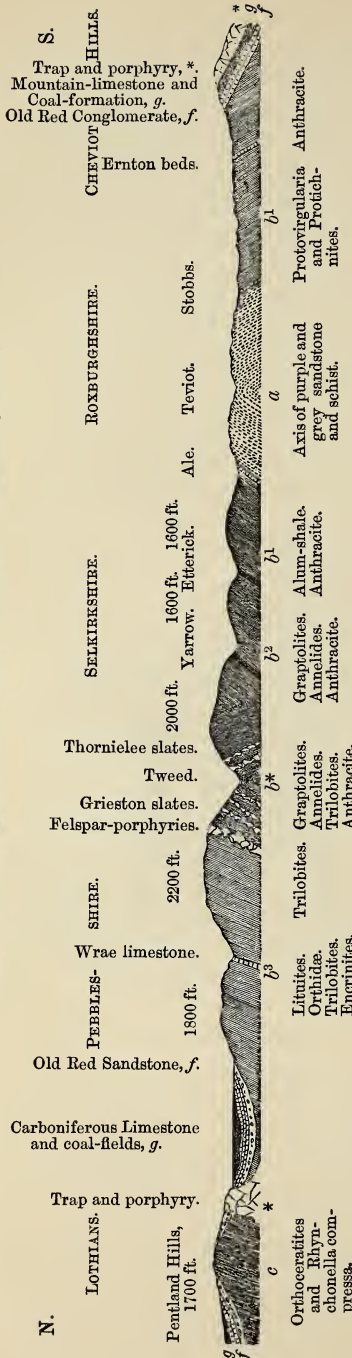 N.
S.
LOTHIANS.
PEBBLES-
SHIRE.
SELKIRKSHIRE.
ROXBURGHSHIRE.
CHEVIOT
HILLS.
Pentland Hills,
1700 ft.
Trap and porphyry.
Carboniferous Limestone
and coal-fields, g.
Old Red Sandstone, f.
1800 ft.
Wrae limestone.
2200 ft.
Felspar-porphyries.
Grieston slates.
Tweed.
Thornielee slates.
2000 ft.
Yarrow.
1600 ft.
Etterick.
1600 ft.
Ale.
Teviot.
Stobbs.
Ernton beds.
Old Red Conglomerate, f.
Mountain-limestone and
Coal-formation, g.
Trap and porphyry, *.
g
f
c
*
b3
b*
b2
b1
a
b1
*
g
f
Orthoceratites
and Rhyn-
chonella com-
pressa.
Lituites.
Orthidæ.
Trilobites.
Encrinites.
Trilobites.
Graptolites.
Annelides.
Trilobites.
Anthracite.
Graptolites.
Annelides.
Anthracite.
Alum-shale.
Anthracite.
Axis of purple and
grey sandstone
and schist.
Protovirgularia
and Protich-
nites.
Anthracite.